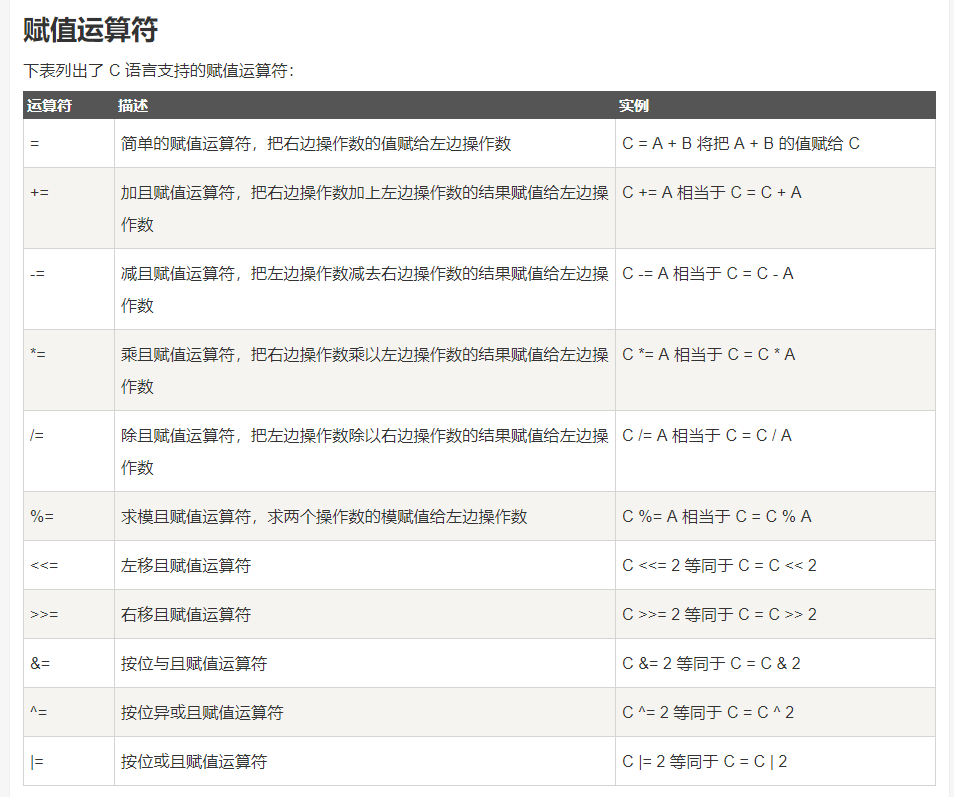 赋值运算符
下表列出了 C 语言支持的赋值运算符：
运算符 描述 实例
= 简单的赋值运算符，把右边操作数的值赋给左边操作数 C = A + B 将把 A + B 的值赋给 C
+= 加且赋值运算符，把右边操作数加上左边操作数的结果赋值给左边操 C += A 相当于 C = C + A
作数
-= 减且赋值运算符，把左边操作数减去右边操作数的结果赋值给左边操 C -= A 相当于 C = C - A
作数
*= 乘且赋值运算符，把右边操作数乘以左边操作数的结果赋值给左边操 C *= A 相当于 C = C * A
作数
/= 除且赋值运算符，把左边操作数除以右边操作数的结果赋值给左边操 C /= A 相当于 C = C / A
作数
%= 求模且赋值运算符，求两个操作数的模赋值给左边操作数 C %= A 相当于 C = C % A
<<= 左移且赋值运算符 C <<= 2 等同于 C = C << 2
>>= 右移且赋值运算符 C >>= 2 等同于 C = C >> 2
&= 按位与且赋值运算符 C &= 2 等同于 C = C & 2
^= 按位异或且赋值运算符 C ^= 2 等同于 C = C ^ 2
|= 按位或且赋值运算符 C |= 2 等同于 C = C | 2